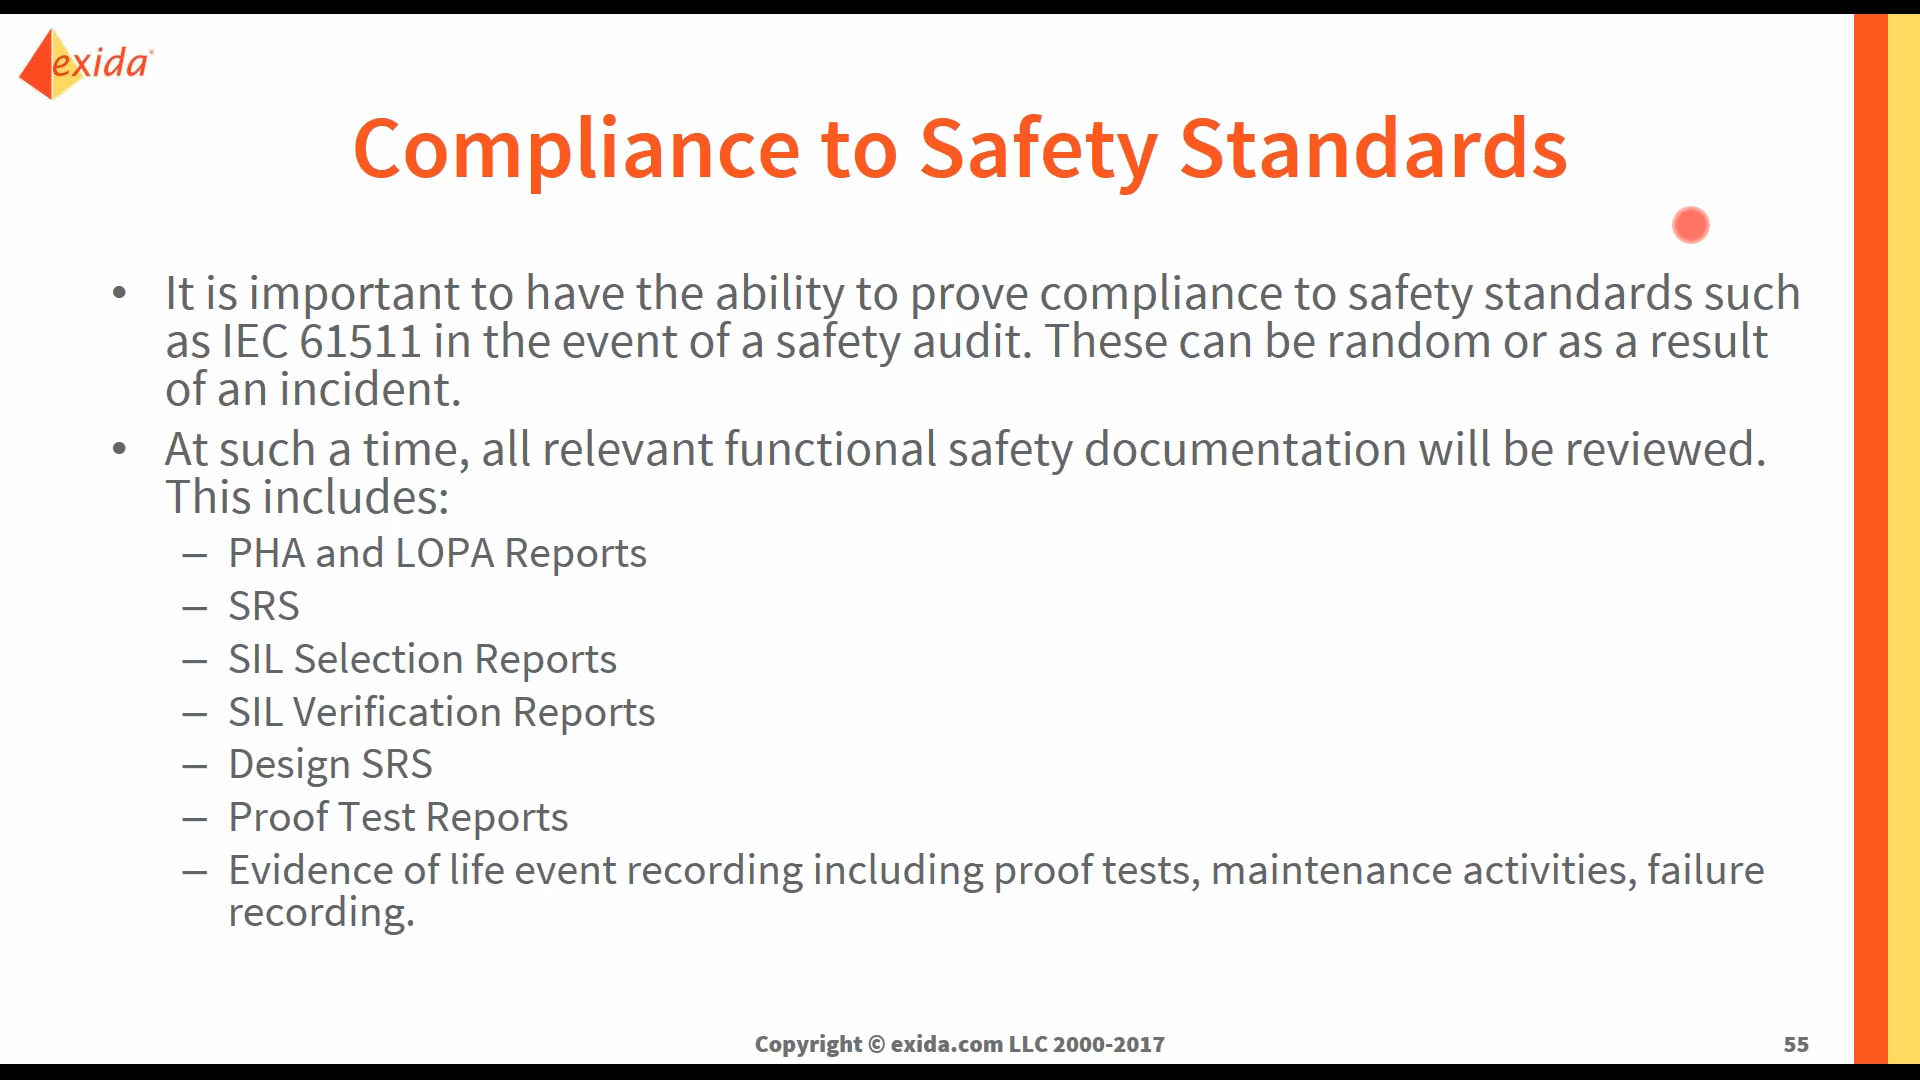 exida
Compliance to Safety Standards
• It is important to have the ability to prove compliance to safety standards such
as IEC 61511 in the event of a safety audit. These can be random or as a result
of an incident.
• At such a time, all relevant functional safety documentation will be reviewed.
This includes:
– PHA and LOPA Reports
– SRS
– SIL Selection Reports
– SIL Verification Reports
– Design SRS
– Proof Test Reports
– Evidence of life event recording including proof tests, maintenance activities, failure
recording.
Copyright © exida.com LLC 2000-2017
55